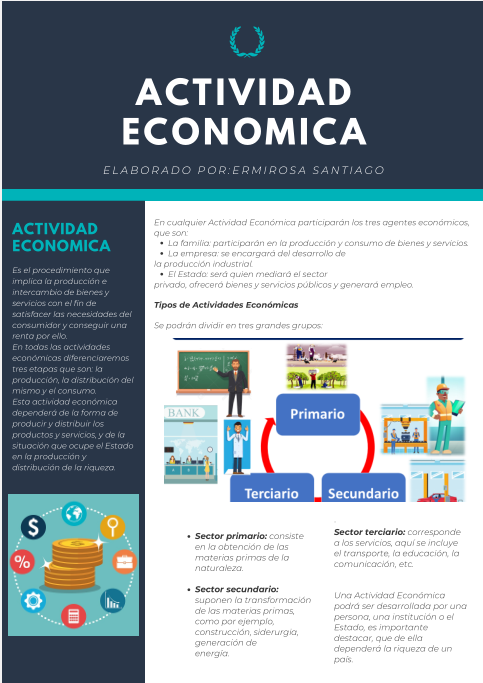 ACTIVIDAD
ECONOMICA
ELABORADO POR:ERMIROSA SANTIAGO
ACTIVIDAD
ECONOMICA
Es el procedimiento que
implica la producción e
intercambio de bienes y
servicios con el fin de
satisfacer las necesidades del
consumidor y conseguir una
renta por ello.
En todas las actividades
económicas diferenciaremos
tres etapas que son: la
producción, la distribución del
mismo y el consumo.
Esta actividad económica
dependerá de la forma de
producir y distribuir los
productos y servicios, y de la
situación que ocupe el Estado
en la producción y
distribución de la riqueza.
$
%
En cualquier Actividad Económica participarán los tres agentes económicos,
que son:
• La familia: participarán en la producción y consumo de bienes y servicios.
• La empresa: se encargará del desarrollo de
la producción industrial.
• El Estado: será quien mediará el sector
privado, ofrecerá bienes y servicios públicos y generará empleo.
Tipos de Actividades Económicas
Se podrán dividir en tres grandes grupos:
BANK
Primario
Terciario
Secundario
• Sector primario: consiste
en la obtención de las
materias primas de la
naturaleza.
• Sector secundario:
suponen la transformación
de las materias primas,
como por ejemplo,
construcción, siderurgia,
generación de
energía.
Sector terciario: corresponde
a los servicios, aquí se incluye
el transporte, la educación, la
comunicación, etc.
Una Actividad Económica
podrá ser desarrollada por una
persona, una institución o el
Estado, es importante
destacar, que de ella
dependerá la riqueza de un
país.